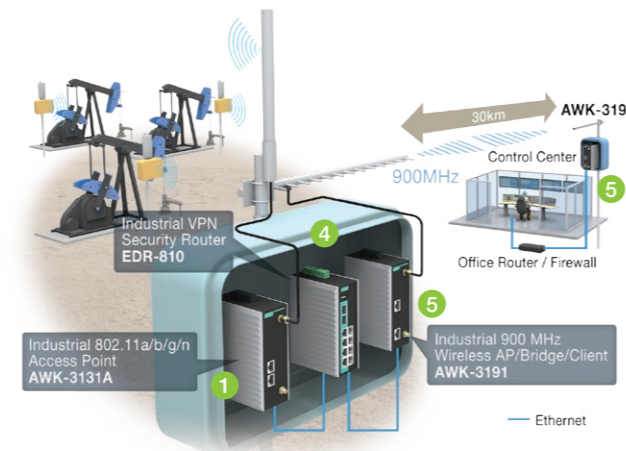 30km
AWK-319
Control Center
5
900MHz
Office Router / Firewall
Industrial VPN
Security Router
EDR-810
4
5
Industrial 802.11a/b/g/n
Access Point
AWK-3131A
1
Industrial 900 MHz
Wireless AP/Bridge/Client
AWK-3191
Ethernet